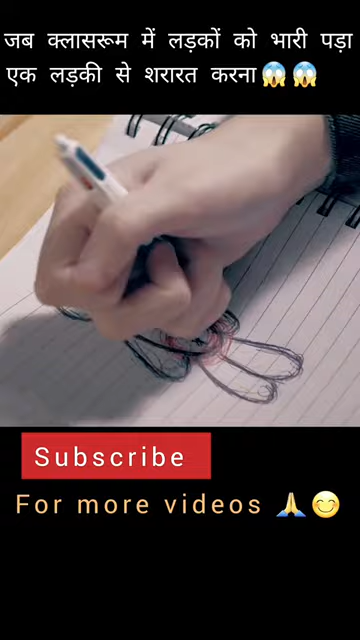 जब क्लासरूम में लड़कों को भारी पड़ा
एक लड़की से शरारत करना😱😱
Subscribe
For more videos 🙏😊